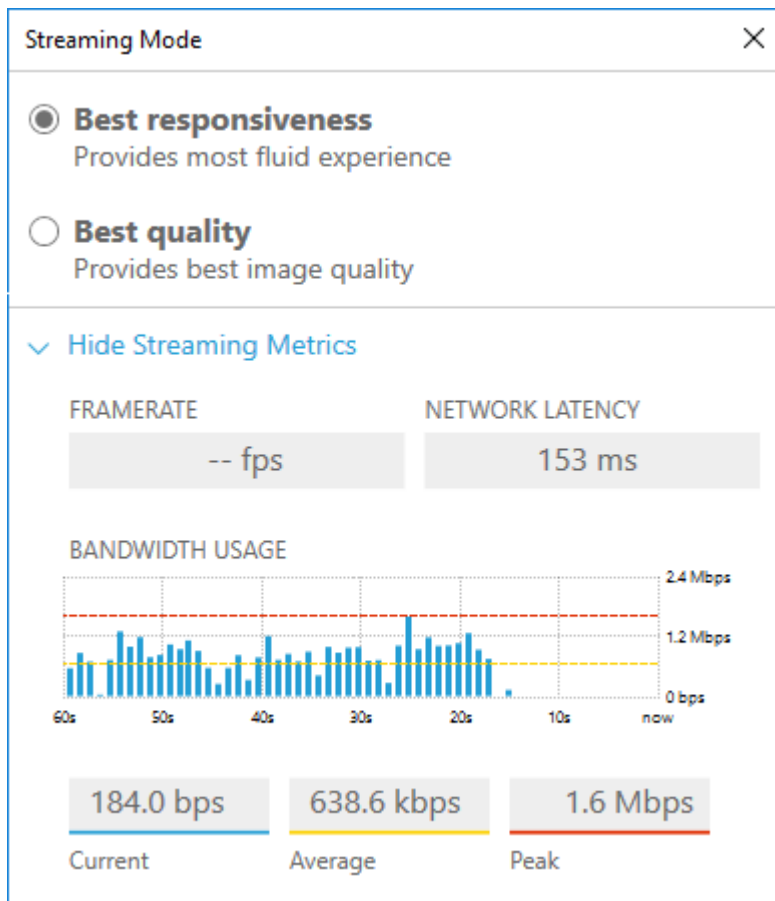 Streaming Mode
Best responsiveness
Provides most fluid experience
Best quality
Provides best image quality
Hide Streaming Metrics
FRAMERATE
NETWORK LATENCY
-- fps
153 ms
BANDWIDTH USAGE
2.4 Mbps
1.2 Mbps
0 bps
60s 50s 40s 30s 20s 10s now
184.0 bps
638.6 kbps
1.6 Mbps
Current
Average
Peak